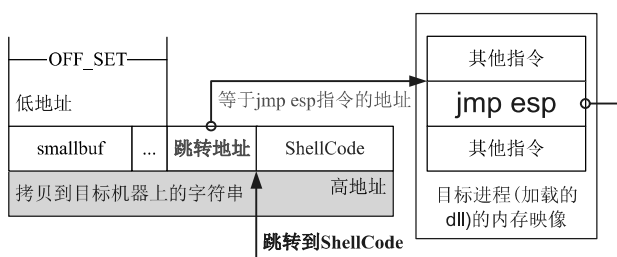 OFF_SET
低地址
等于jmp esp指令的地址
smallbuf
...
跳转地址
ShellCode
拷贝到目标机器上的字符串
高地址
跳转到ShellCode
其他指令
jmp esp
其他指令
目标进程(加载的
dll)的内存映像